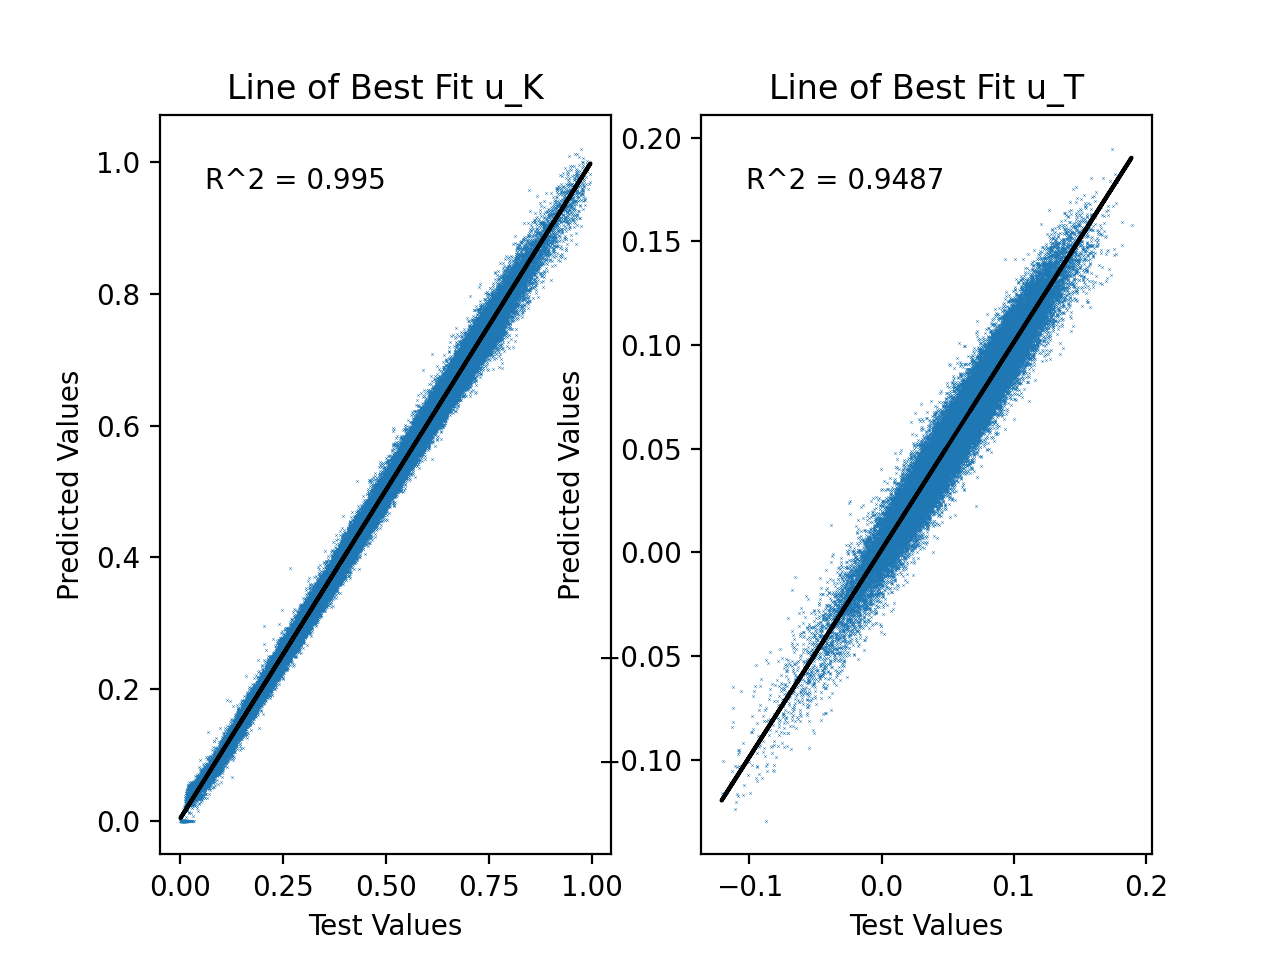 Line of Best Fit u_K
R^2 = 0.995
1.0
0.8
0.6
0.4
0.2
0.0
Predicted Values
0.00 0.25 0.50 0.75 1.00
Test Values
Line of Best Fit u_T
R^2 = 0.9487
0.20
0.15
0.10
0.05
0.00
−0.05
−0.10
Predicted Values
−0.1 0.0 0.1 0.2
Test Values